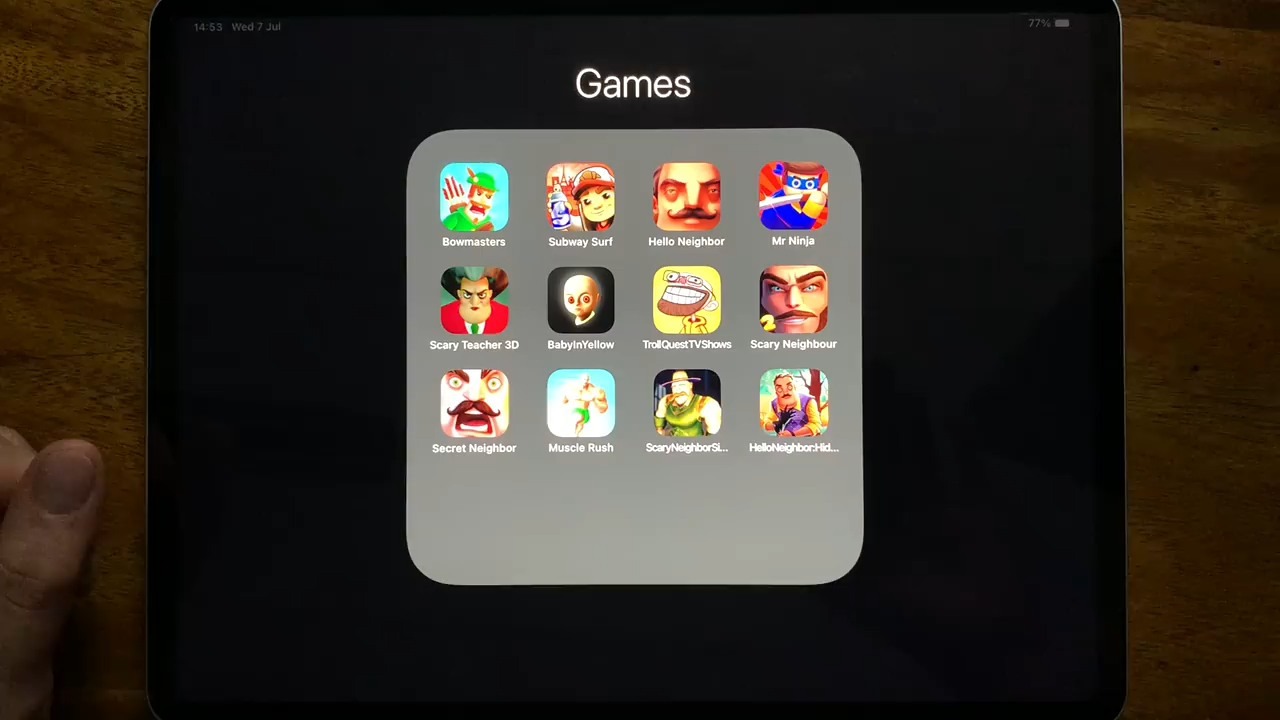 14:53 Wed 7 Jul
77%
Games
Bowmasters
Subway Surf
Hello Neighbor
Mr Ninja
Scary Teacher 3D
BabyInYellow
TrollQuestTVShows
Scary Neighbour
2
Secret Neighbor
Muscle Rush
ScaryNeighborSi...
HelloNeighbor:Hid...